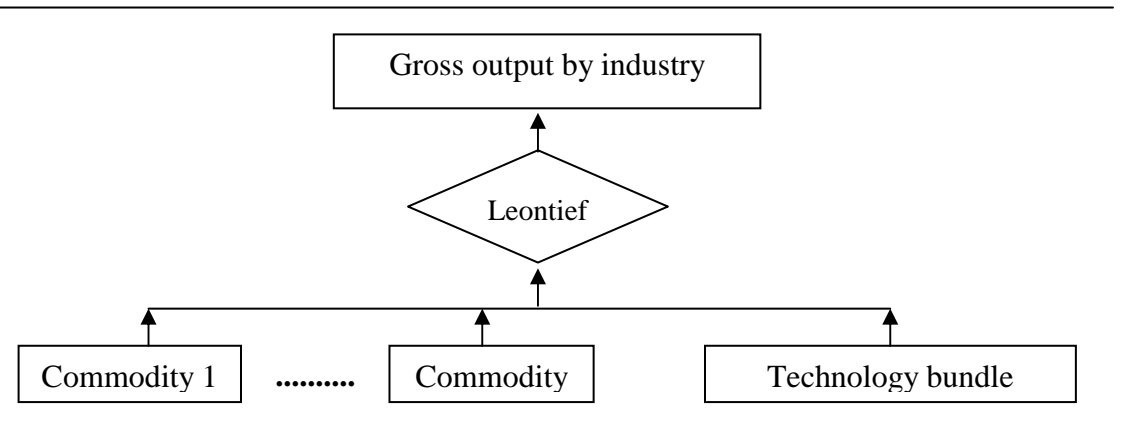 Gross output by industry
Leontief
Commodity 1 .......... Commodity Technology bundle